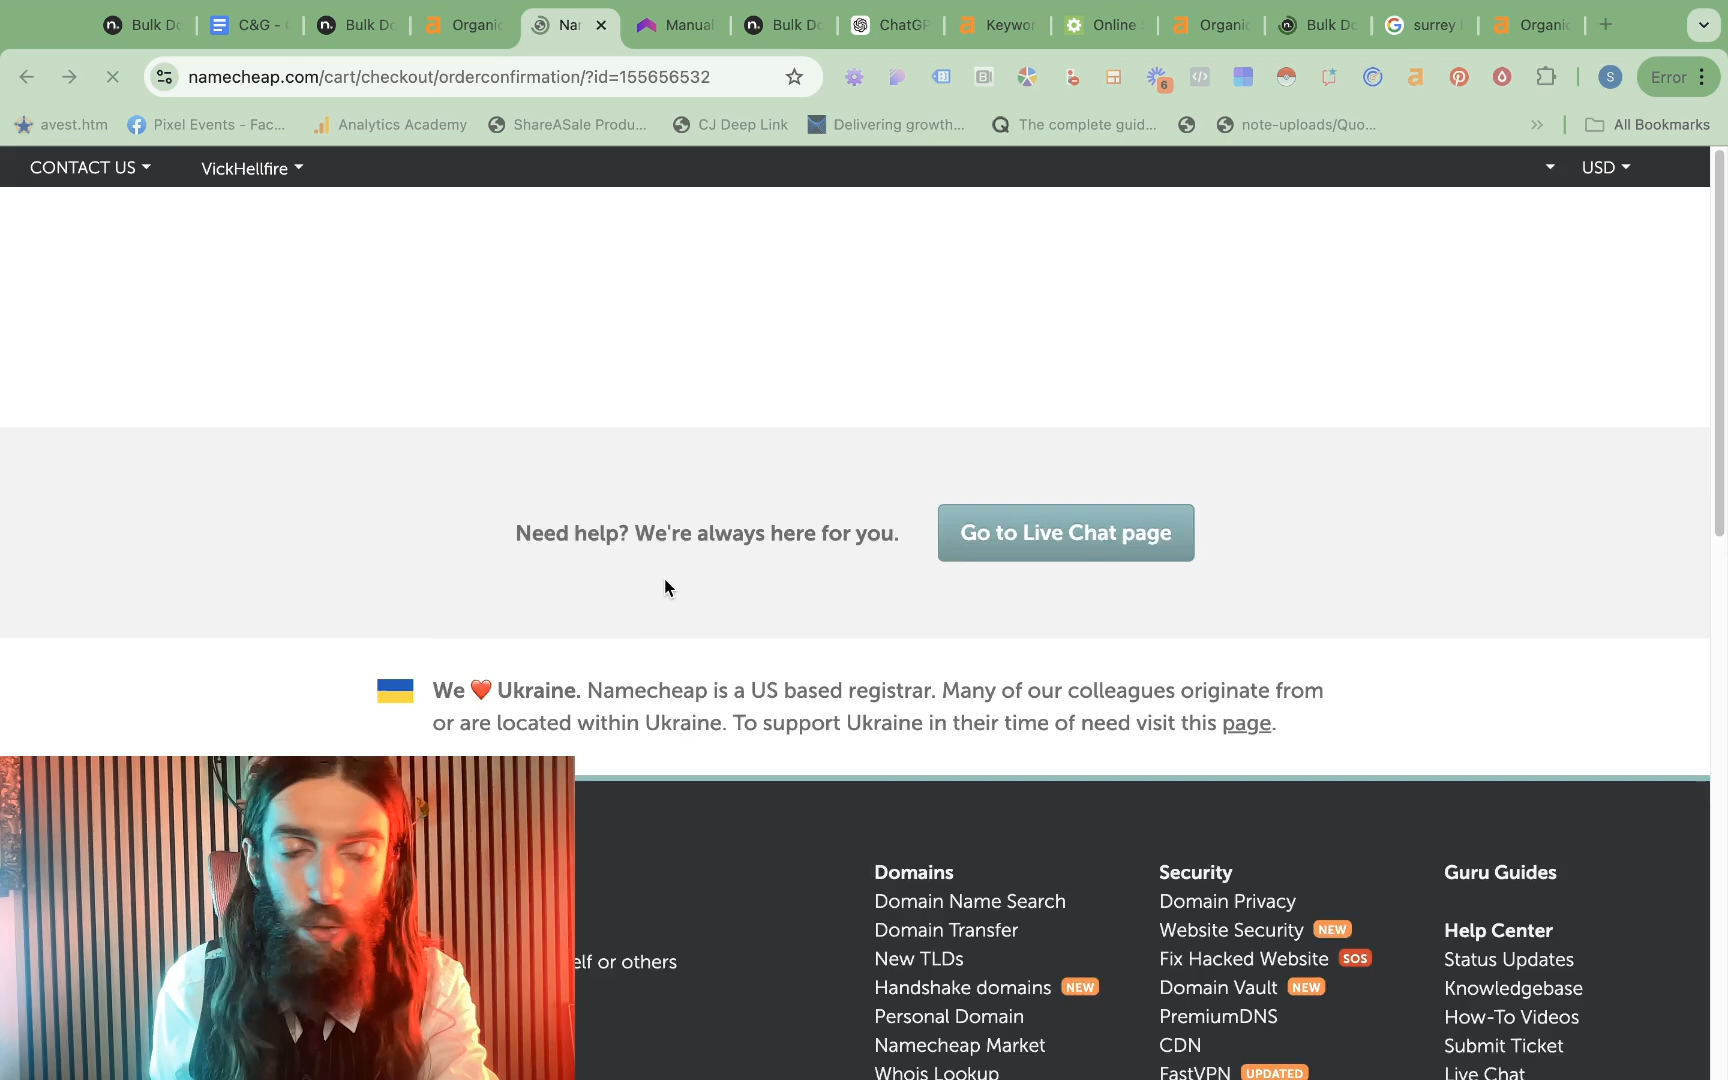 Bulk Do
C&G -
Bulk Do
Organic
Nar
Manual
Bulk Do
ChatGP
Keywor
Online
Organic
Bulk Do
surrey
Organic
namecheap.com/cart/checkout/orderconfirmation/?id=155656532
6
S
Error
avest.htm
Pixel Events - Fac...
Analytics Academy
ShareASale Produ...
CJ Deep Link
Delivering growth...
The complete guid...
note-uploads/Quo...
All Bookmarks
CONTACT US
VickHellfire
USD
Need help? We're always here for you.
Go to Live Chat page
We ❤️ Ukraine. Namecheap is a US based registrar. Many of our colleagues originate from
or are located within Ukraine. To support Ukraine in their time of need visit this page.
elf or others
Domains
Domain Name Search
Domain Transfer
New TLDs
Handshake domains NEW
Personal Domain
Namecheap Market
Whois Lookup
Security
Domain Privacy
Website Security NEW
Fix Hacked Website SOS
Domain Vault NEW
PremiumDNS
CDN
FastVPN UPDATED
Guru Guides
Help Center
Status Updates
Knowledgebase
How-To Videos
Submit Ticket
Live Chat